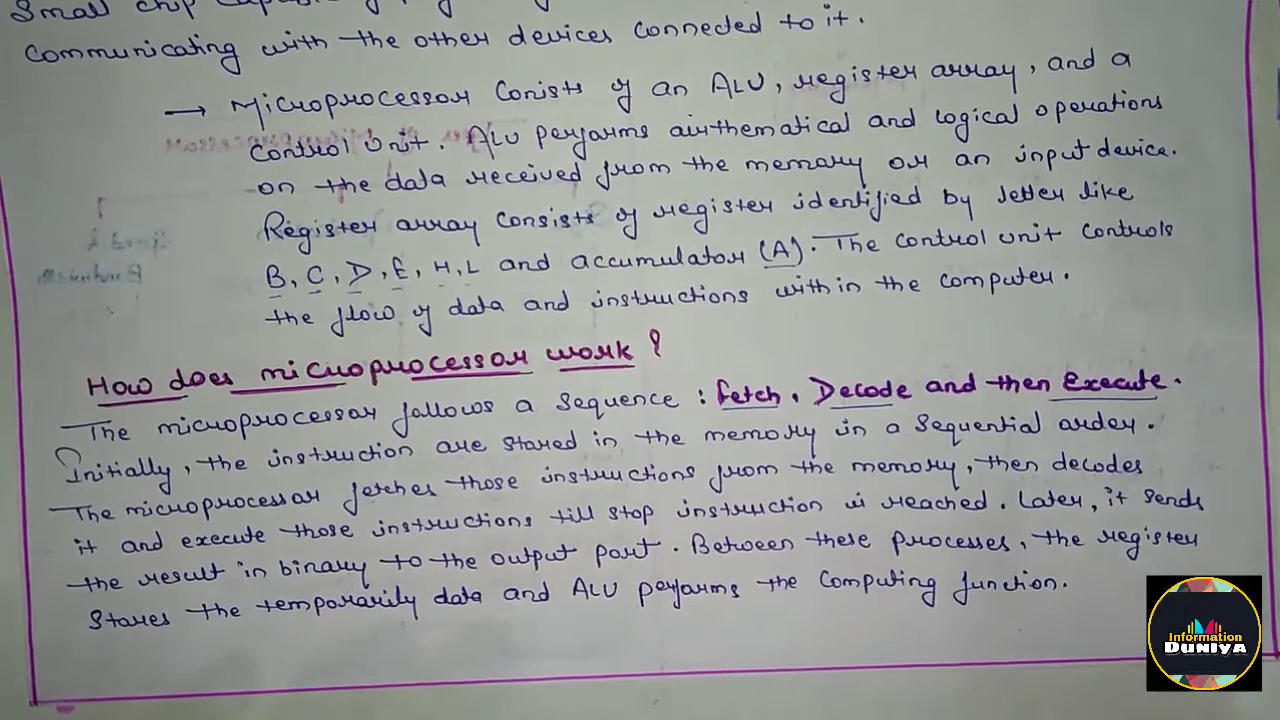 Small chip
Communicating with the other devices connected to it.
→ Microprocessor Conists of an ALU, register array, and a
control Unit. ALU performs airthematical and logical operations
on the data received from the memory or an input device.
Register array consists of register identified by letter like
B, C, D, E, H, L and accumulator (A). The control unit controls
the flow of data and instructions within the computer.
How does microprocessor work ?
The microprocessor follows a sequence : fetch, Decode and then Execute.
Initially, the instruction are stored in the memory in a sequential order.
The microprocessor fetches those instructions from the memory, then decodes
it and execute those instructions till stop instruction is reached. Later, it sends
the result in binary to the output port. Between these processes, the register
stores the temporarily data and ALU performs the computing function.
Information
Duniya